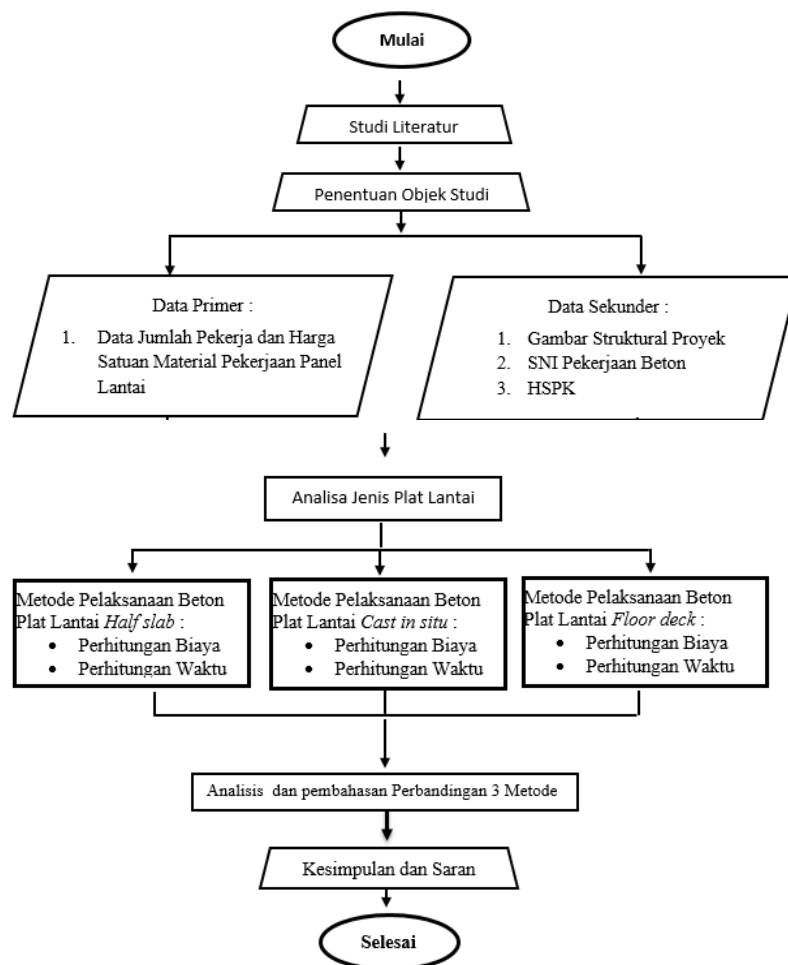 Mulai
Studi Literatur
Penentuan Objek Studi
Data Primer :
1. Data Jumlah Pekerja dan Harga
Satuan Material Pekerjaan Panel
Lantai
Data Sekunder :
1. Gambar Struktural Proyek
2. SNI Pekerjaan Beton
3. HSPK
Analisa Jenis Plat Lantai
Metode Pelaksanaan Beton
Plat Lantai Half slab :
• Perhitungan Biaya
• Perhitungan Waktu
Metode Pelaksanaan Beton
Plat Lantai Cast in situ :
• Perhitungan Biaya
• Perhitungan Waktu
Metode Pelaksanaan Beton
Plat Lantai Floor deck :
• Perhitungan Biaya
• Perhitungan Waktu
Analisis dan pembahasan Perbandingan 3 Metode
Kesimpulan dan Saran
Selesai